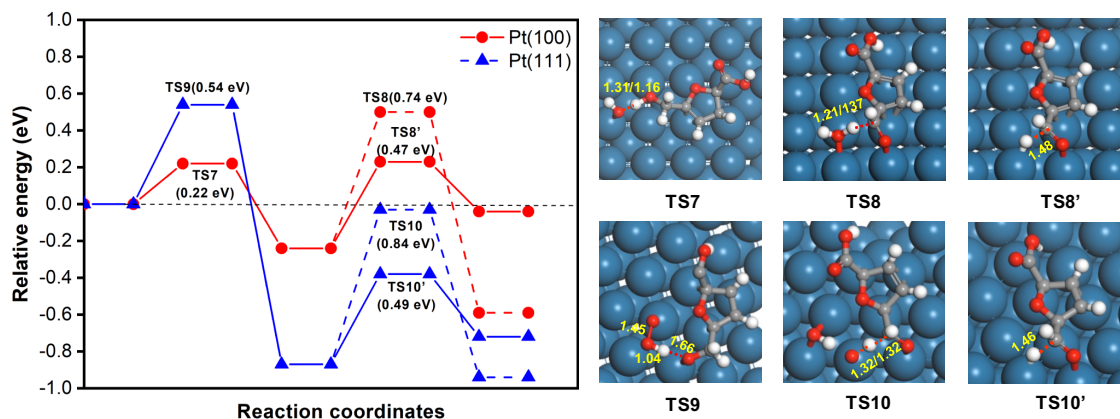 1.0
0.8
0.6
0.4
0.2
0.0
-0.2
-0.4
-0.6
-0.8
-1.0
Relative energy (eV)
Reaction coordinates
Pt(100)
Pt(111)
TS9(0.54 eV)
TS7
(0.22 eV)
TS8(0.74 eV)
TS8'
(0.47 eV)
TS10
(0.84 eV)
TS10'
(0.49 eV)
1.31/1.16
TS7
1.21/137
TS8
1.48
TS8'
1.45
1.66
1.04
TS9
1.32/1.32
TS10
1.46
TS10'